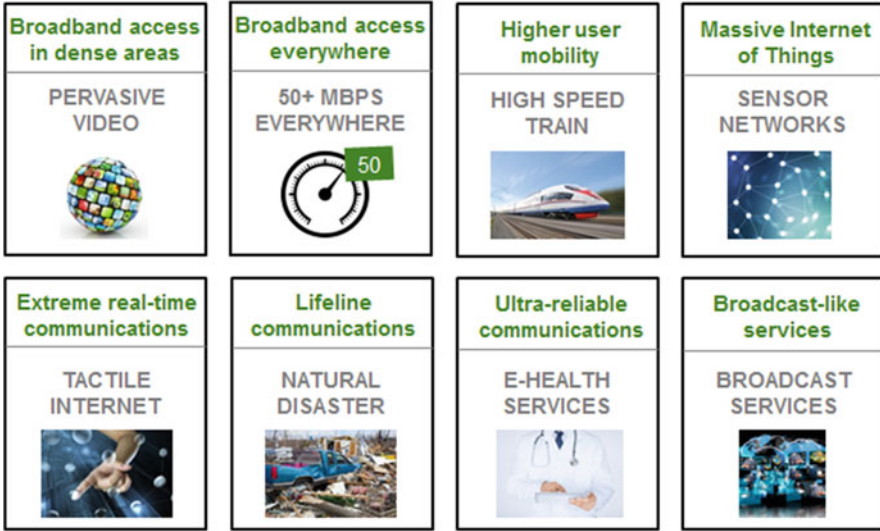 Broadband access
in dense areas
PERVASIVE
VIDEO
Broadband access
everywhere
50+ MBPS
EVERYWHERE
50
Higher user
mobility
HIGH SPEED
TRAIN
Massive Internet
of Things
SENSOR
NETWORKS
Extreme real-time
communications
TACTILE
INTERNET
Lifeline
communications
NATURAL
DISASTER
Ultra-reliable
communications
E-HEALTH
SERVICES
Broadcast-like
services
BROADCAST
SERVICES